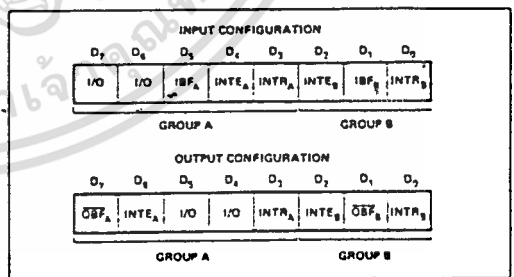 INPUT CONFIGURATION
D7 D6 D5 D4 D3 D2 D1 D0
I/O I/O IBFA INTEA INTRA INTEB IBFB INTRB
GROUP A GROUP B
OUTPUT CONFIGURATION
D7 D6 D5 D4 D3 D2 D1 D0
OBFA INTEA I/O I/O INTRA INTEB OBFB INTRB
GROUP A GROUP B